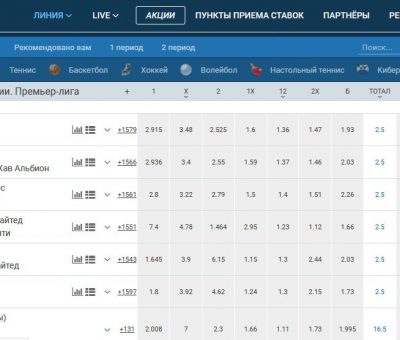 ЛИНИЯ LIVE АКЦИИ ПУНКТЫ ПРИЕМА СТАВОК ПАРТНЁРЫ РЕ
Рекомендовано вам 1 период 2 период Поиск...
Теннис Баскетбол Хоккей Волейбол Настольный теннис Кибер
ии. Премьер-лига + 1 X 2 1X 12 2X Б ТОТАЛ
+1579 2.915 3.48 2.525 1.6 1.36 1.47 1.93 2.5
+1566 2.936 3.4 2.55 1.59 1.37 1.46 2.03 2.5
Хав Альбион
с
+1561 2.8 3.22 2.79 1.5 1.4 1.51 2.26 2.5
айтед
+1551 7.4 4.78 1.464 2.95 1.23 1.12 1.66 2.5
ти
+1543 1.645 3.9 6.15 1.15 1.3 2.44 2.03 2.5
айтед
+1597 1.8 3.92 4.62 1.24 1.3 2.15 1.73 2.5
ы)
+131 2.008 7 2.3 1.66 1.11 1.73 1.995 16.5